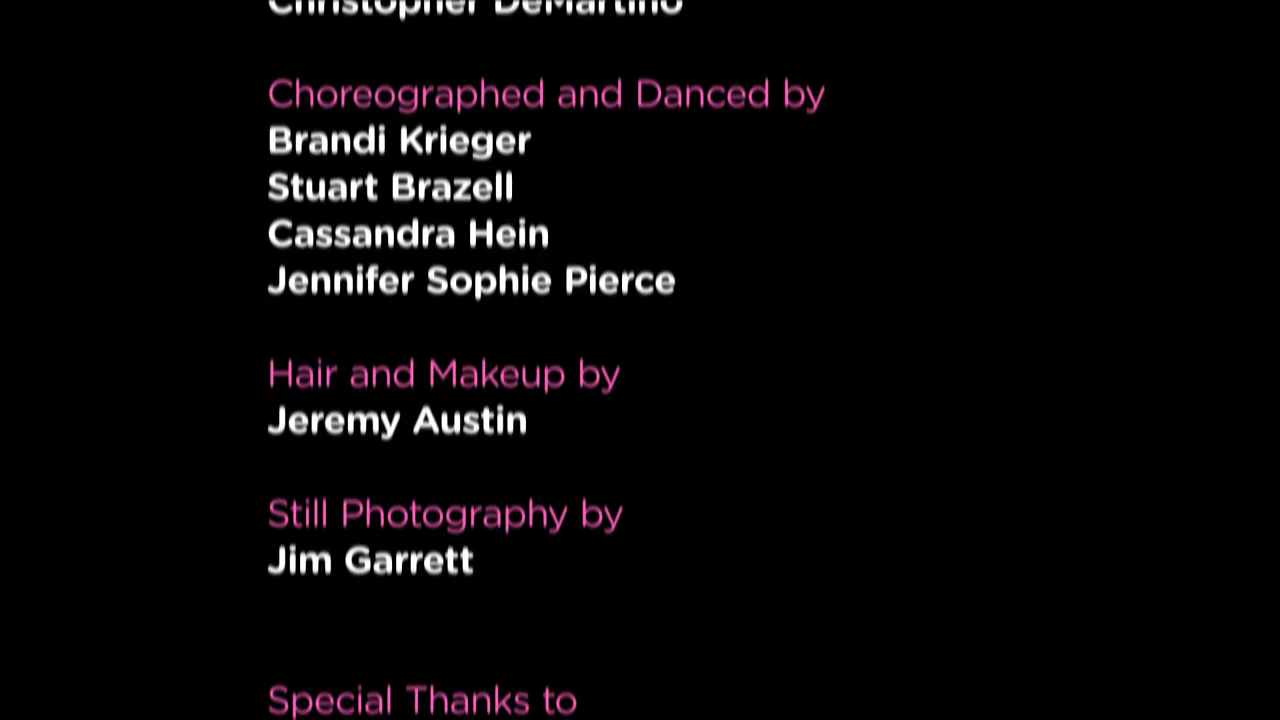 Christopher DeMartino
Choreographed and Danced by
Brandi Krieger
Stuart Brazell
Cassandra Hein
Jennifer Sophie Pierce
Hair and Makeup by
Jeremy Austin
Still Photography by
Jim Garrett
Special Thanks to